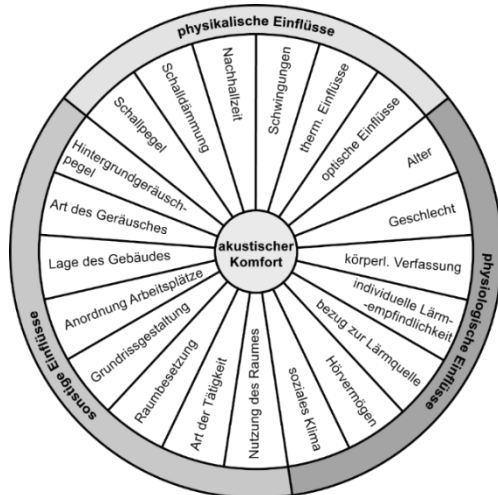 physikalische Einflüsse
Schallpegel
Schalldämmung
Nachhallzeit
Schwingungen
therm. Einflüsse
optische Einflüsse
physiologische Einflüsse
Alter
Geschlecht
körperl. Verfassung
individuelle Lärm-
-empfindlichkeit
bezug zur Lärmquelle
Hörvermögen
soziales Klima
sonstige Einflüsse
Hintergrundgeräusch-
pegel
Art des Geräusches
Lage des Gebäudes
Anordnung Arbeitsplätze
Grundrissgestaltung
Raumbesetzung
Art der Tätigkeit
Nutzung des Raumes
akustischer
Komfort